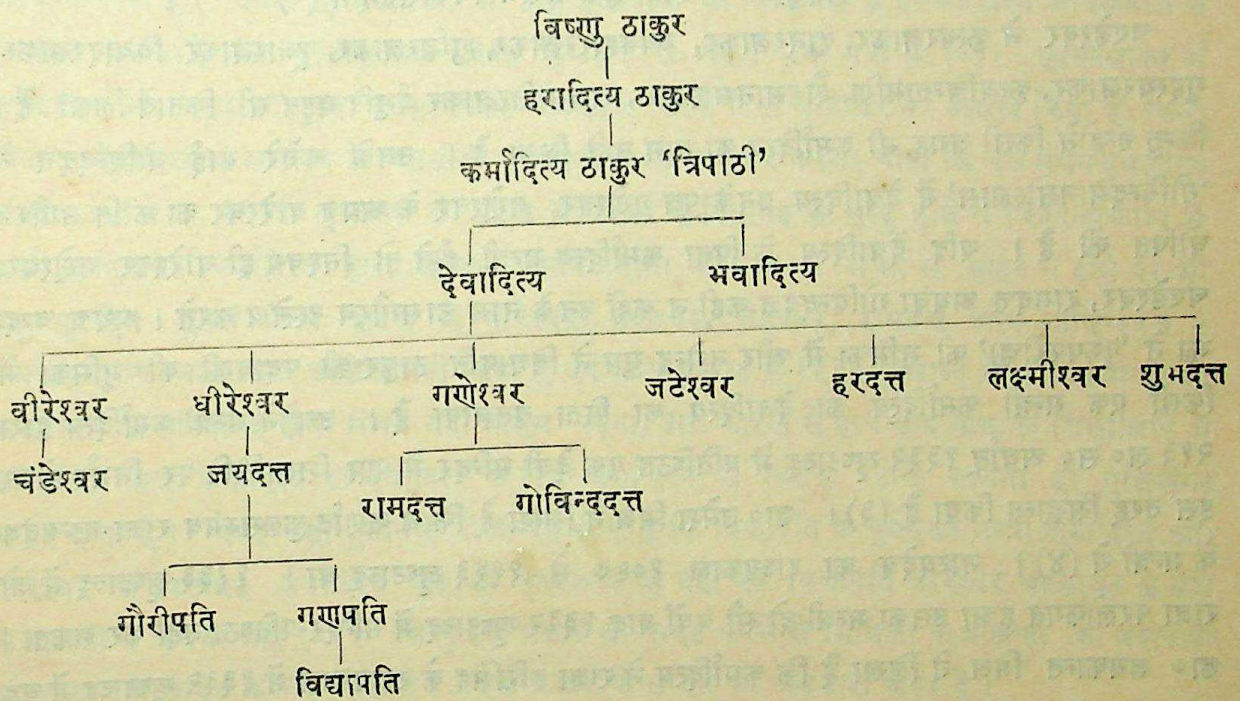 विष्णु ठाकुर
हरादित्य ठाकुर
कर्मादित्य ठाकुर ‘त्रिपाठी’
देवादित्य भवादित्य
वीरेश्वर धीरेश्वर गणेश्वर जटेश्वर हरदत्त लक्ष्मीश्वर शुभदत्त
चंडेश्वर जयदत्त रामदत्त गोविन्ददत्त
गौरीपति गणपति
विद्यापति